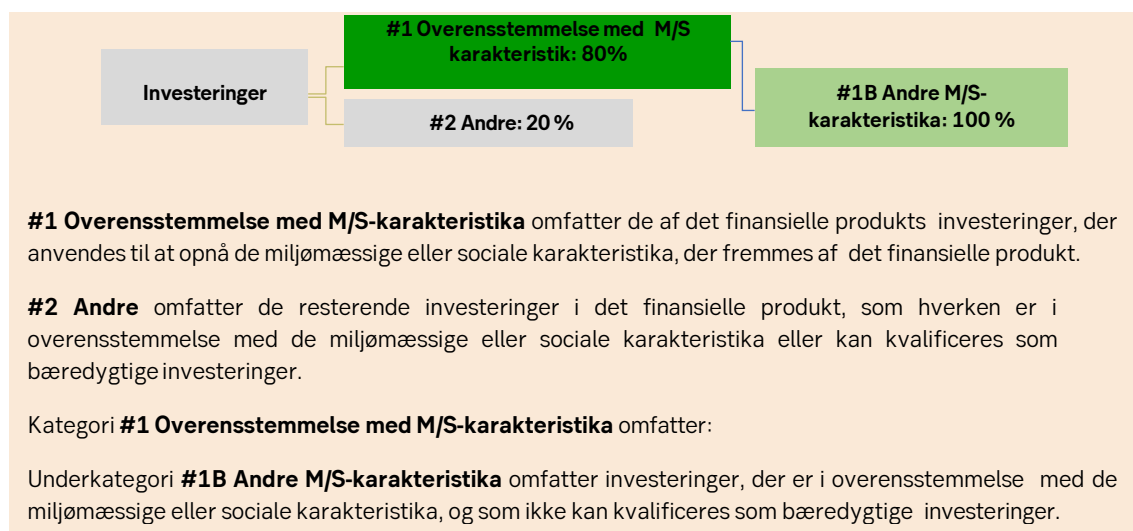 #1 Overensstemmelse med M/S
karakteristik: 80%
Investeringer
#2 Andre: 20 %
#1B Andre M/S-
karakteristika: 100 %
#1 Overensstemmelse med M/S-karakteristika omfatter de af det finansielle produkts investeringer, der
anvendes til at opnå de miljømæssige eller sociale karakteristika, der fremmes af det finansielle produkt.
#2 Andre omfatter de resterende investeringer i det finansielle produkt, som hverken er i
overensstemmelse med de miljømæssige eller sociale karakteristika eller kan kvalificeres som
bæredygtige investeringer.
Kategori #1 Overensstemmelse med M/S-karakteristika omfatter:
Underkategori #1B Andre M/S-karakteristika omfatter investeringer, der er i overensstemmelse med de
miljømæssige eller sociale karakteristika, og som ikke kan kvalificeres som bæredygtige investeringer.